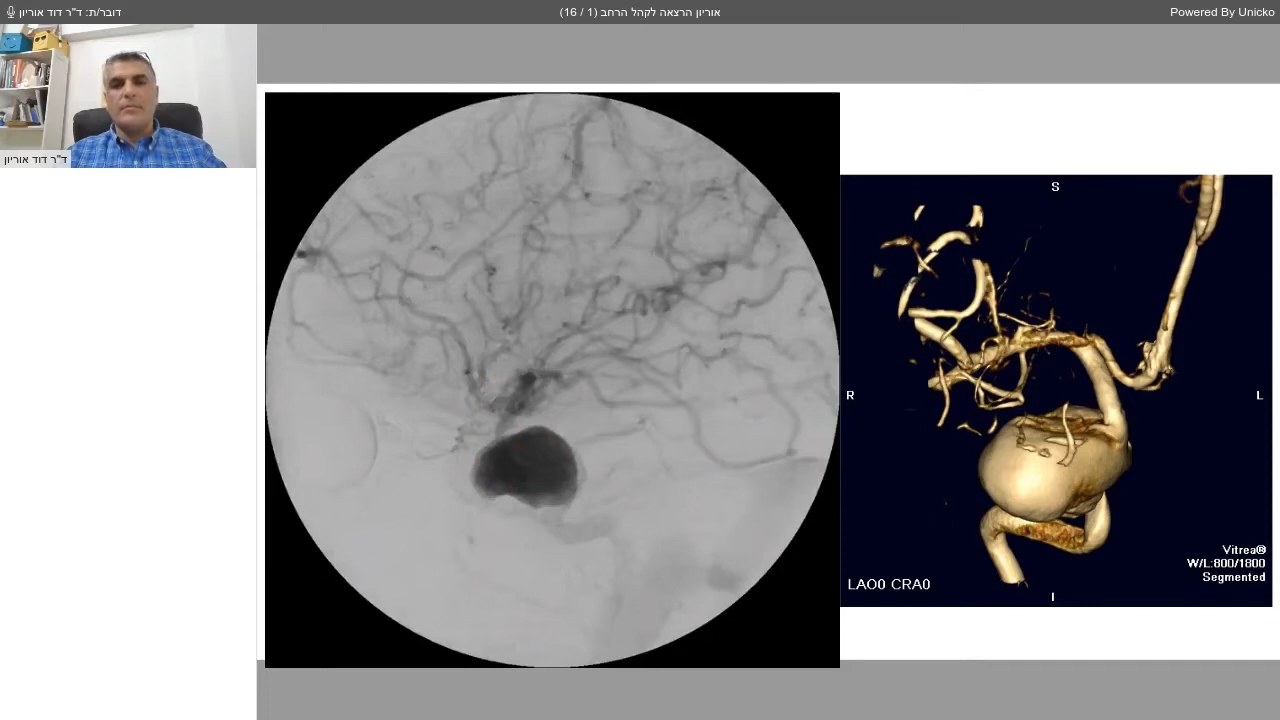 דובר/ת: ד"ר דוד אוריון
אוריון הרצאה לקהל הרחב (1 / 16)
Powered By Unicko
ד"ר דוד אוריון
S
R
L
Vitrea®
W/L:800/1800
Segmented
LAO0 CRA0
I